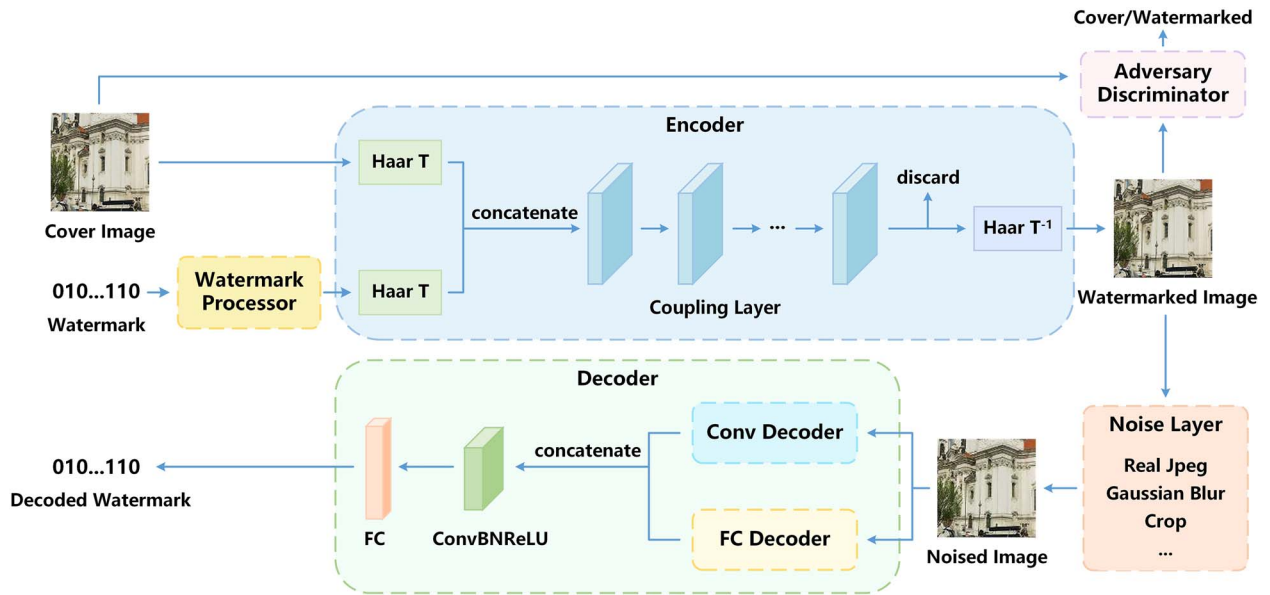 Cover/Watermarked
Adversary
Discriminator
Encoder
Haar T
concatenate
discard
Haar T⁻¹
...
Coupling Layer
Cover Image
010...110
Watermark
Watermark
Processor
Haar T
Watermarked Image
Decoder
Conv Decoder
concatenate
FC Decoder
ConvBNReLU
FC
010...110
Decoded Watermark
Noised Image
Noise Layer
Real Jpeg
Gaussian Blur
Crop
...